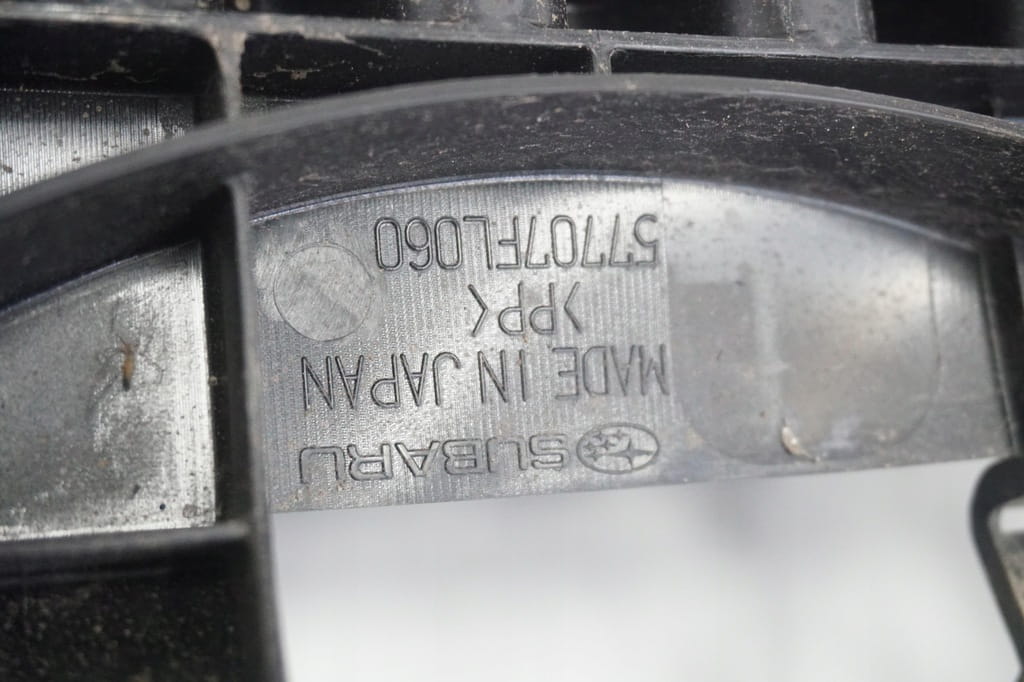 SUBARU
MADE IN JAPAN
>PP<
57707FL060